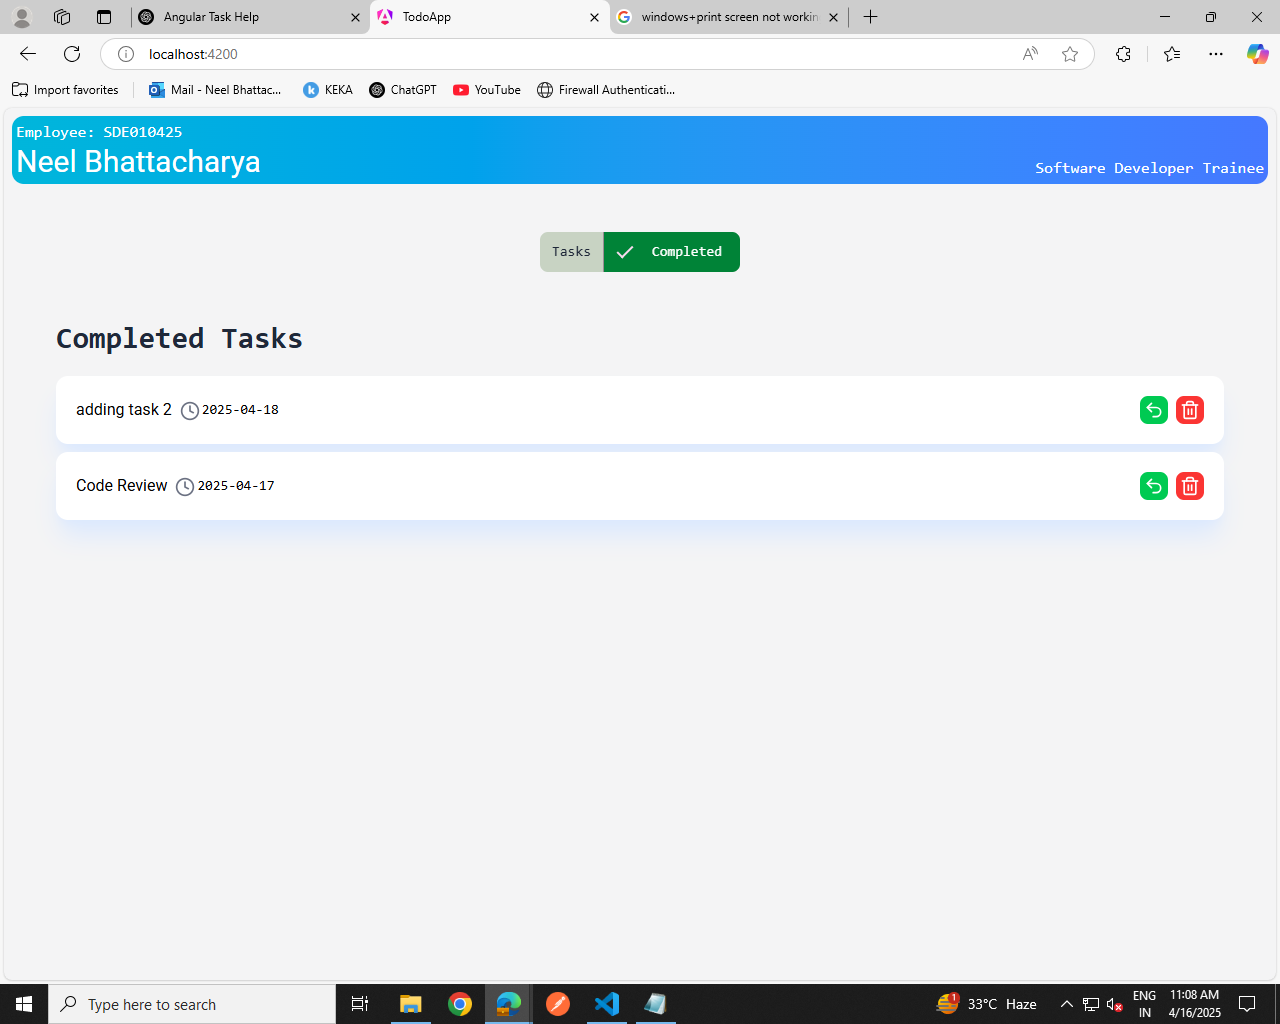 Angular Task Help
TodoApp
windows+print screen not workin
localhost:4200
Import favorites
Mail - Neel Bhattac...
KEKA
ChatGPT
YouTube
Firewall Authenticati...
Employee: SDE010425
Neel Bhattacharya
Software Developer Trainee
Tasks
Completed
Completed Tasks
adding task 2 2025-04-18
Code Review 2025-04-17
Type here to search
1
33°C Haze
ENG
IN
11:08 AM
4/16/2025